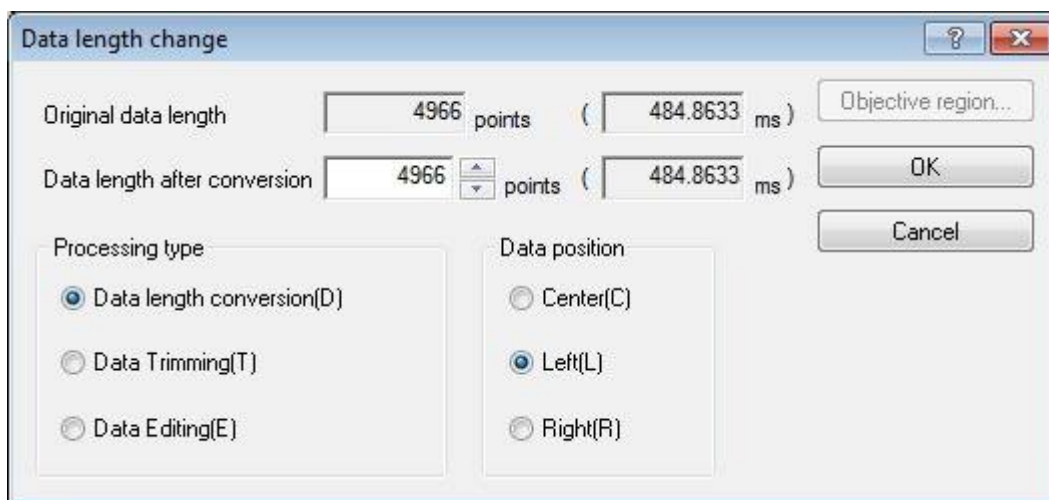 Data length change
Original data length 4966 points ( 484.8633 ms ) Objective region...
Data length after conversion 4966 points ( 484.8633 ms ) OK
Cancel
Processing type Data position
Data length conversion(D) Center(C)
Data Trimming(T) Left(L)
Data Editing(E) Right(R)